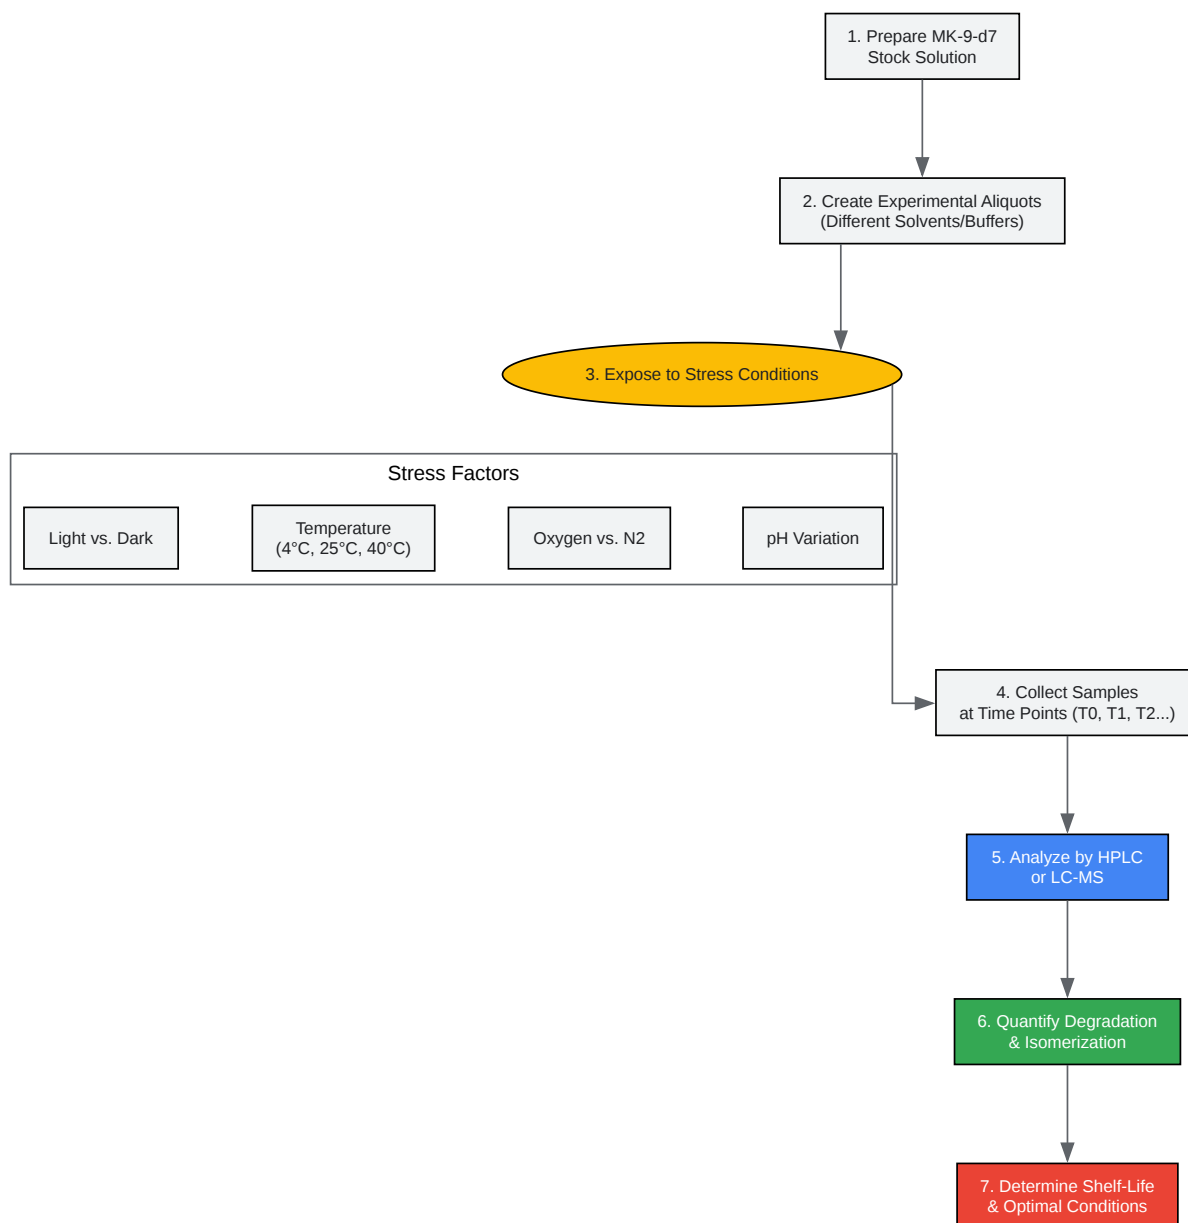 1. Prepare MK-9-d7
Stock Solution
2. Create Experimental Aliquots
(Different Solvents/Buffers)
3. Expose to Stress Conditions
Stress Factors
Light vs. Dark
Temperature
(4°C, 25°C, 40°C)
Oxygen vs. N2
pH Variation
4. Collect Samples
at Time Points (T0, T1, T2...)
5. Analyze by HPLC
or LC-MS
6. Quantify Degradation
& Isomerization
7. Determine Shelf-Life
& Optimal Conditions